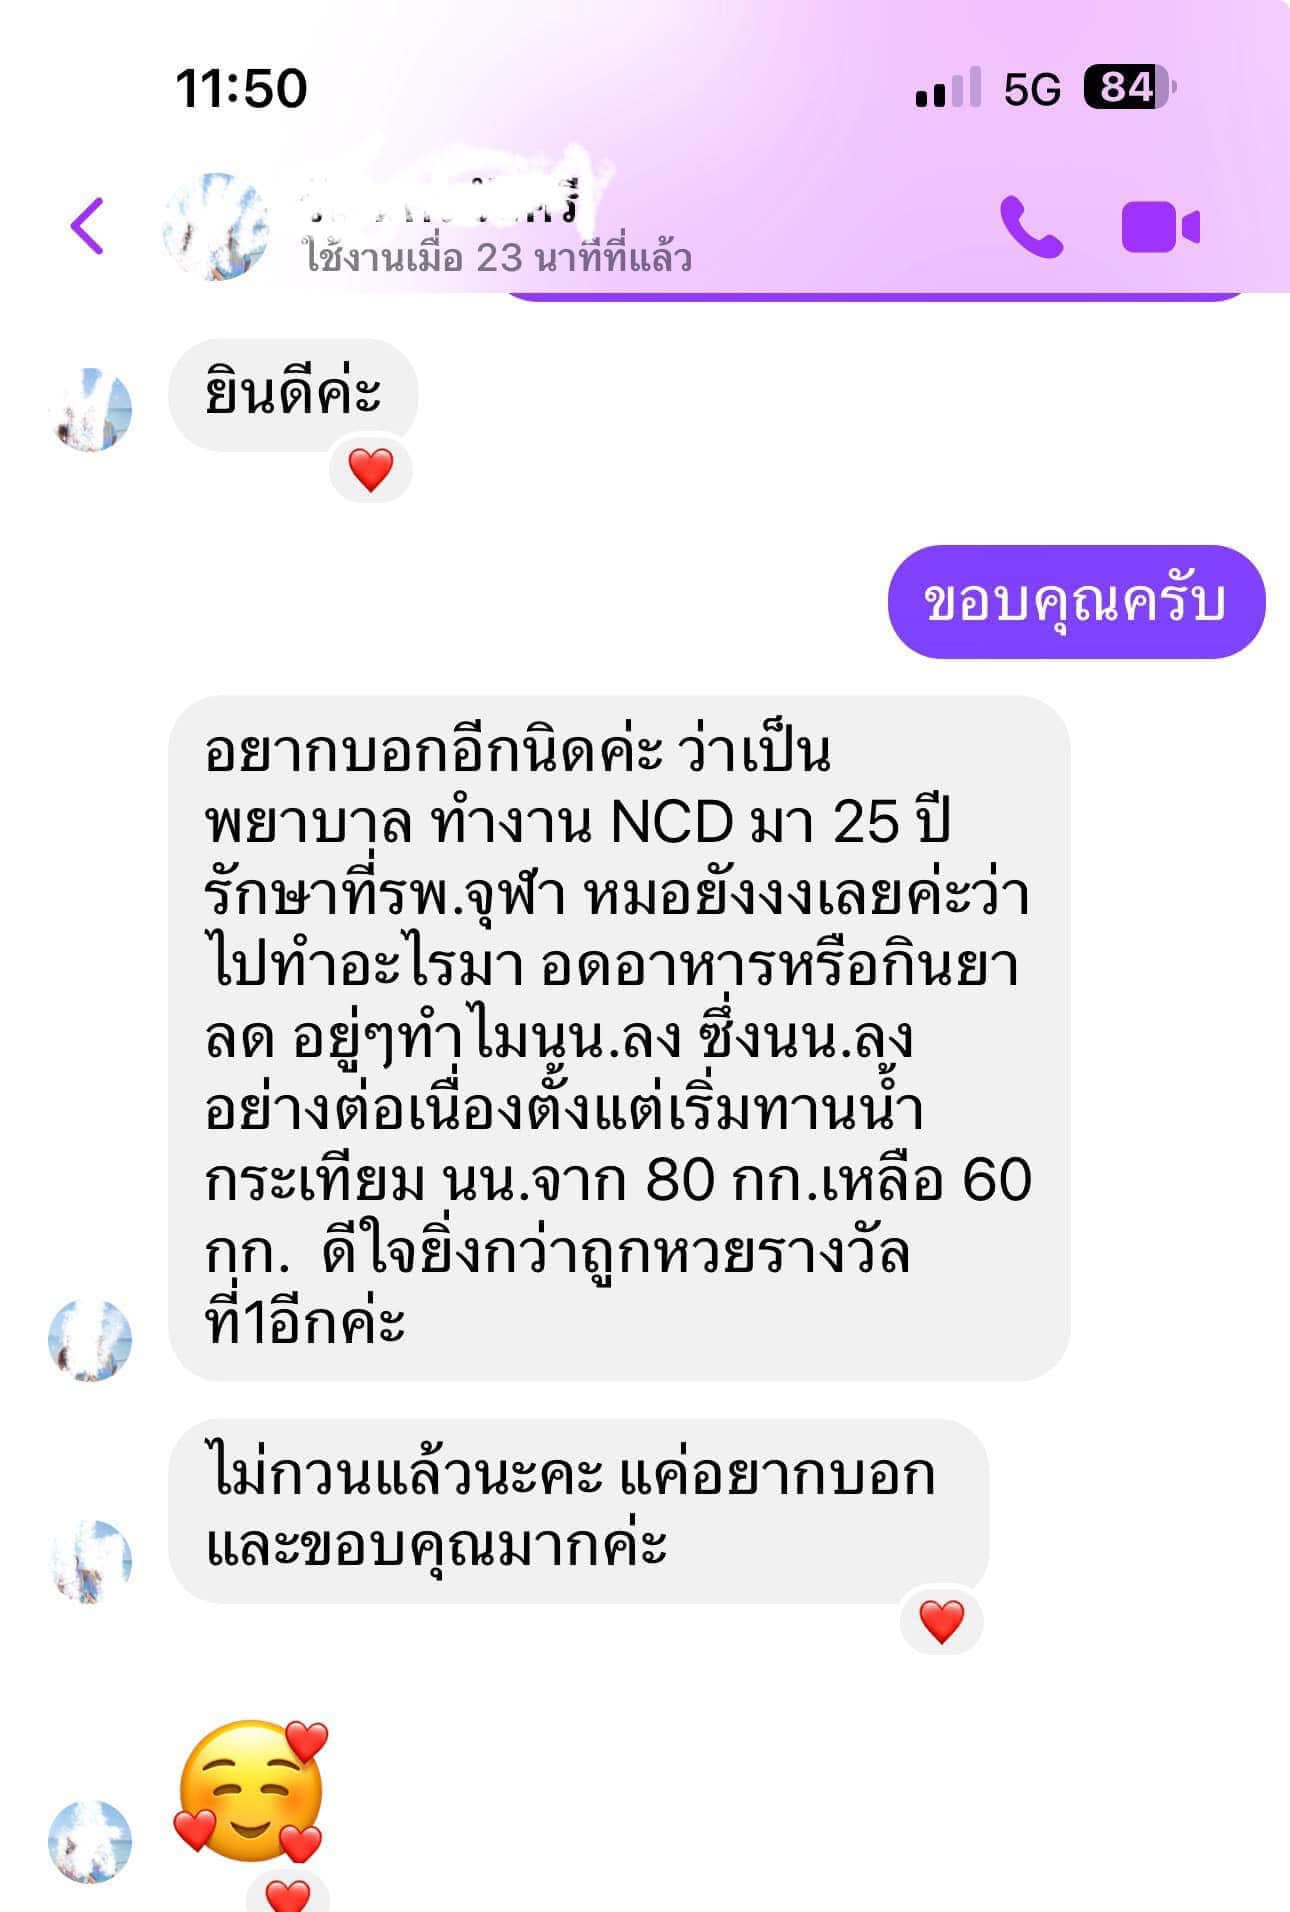 11:50
5G 84
ใช้งานเมื่อ 23 นาทีที่แล้ว
ยินดีค่ะ
ขอบคุณครับ
อยากบอกอีกนิดค่ะ ว่าเป็น
พยาบาล ทำงาน NCD มา 25 ปี
รักษาที่รพ.จุฬา หมอยังงงเลยค่ะว่า
ไปทำอะไรมา อดอาหารหรือกินยา
ลด อยู่ๆทำไมนน.ลง ซึ่งนน.ลง
อย่างต่อเนื่องตั้งแต่เริ่มทานน้ำ
กระเทียม นน.จาก 80 กก.เหลือ 60
กก.  ดีใจยิ่งกว่าถูกหวยรางวัล
ที่1อีกค่ะ
ไม่กวนแล้วนะคะ แค่อยากบอก
และขอบคุณมากค่ะ